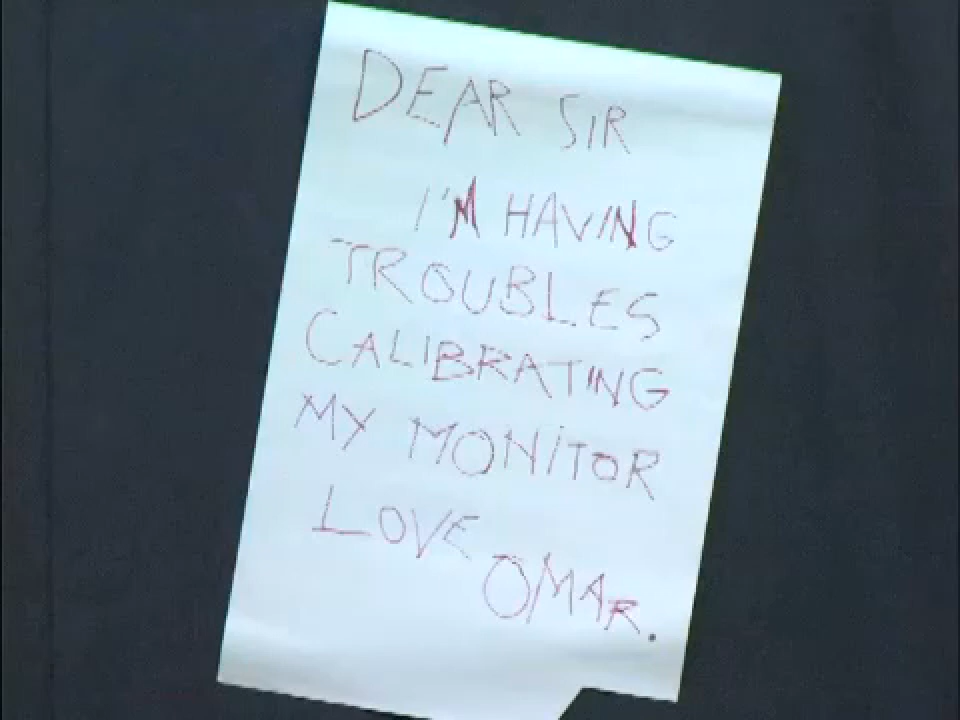 DEAR SIR
I'M HAVING
TROUBLES
CALIBRATING
MY MONITOR
LOVE
OMAR.